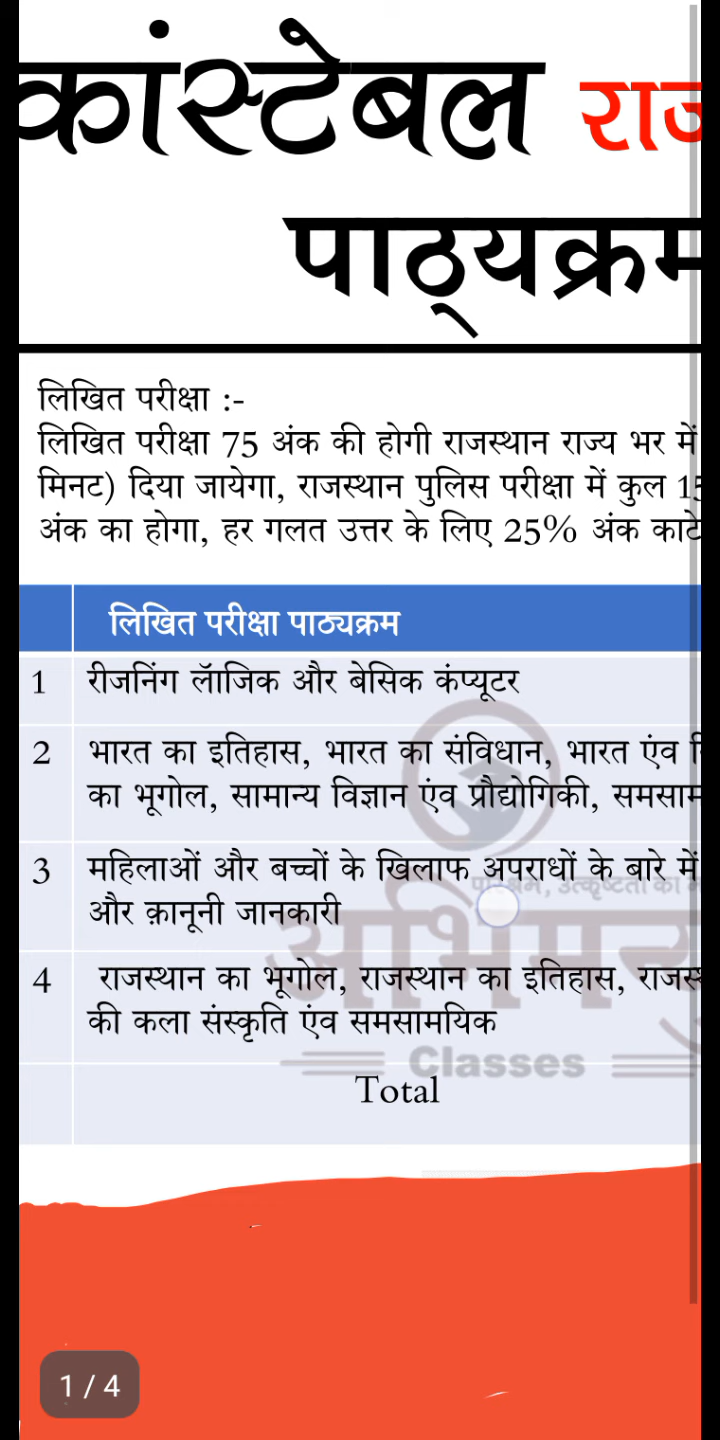 कांस्टेबल
पाठ्यक्रम
लिखित परीक्षा :-
लिखित परीक्षा 75 अंक की होगी राजस्थान राज्य भर में
मिनट) दिया जायेगा, राजस्थान पुलिस परीक्षा में कुल
अंक का होगा, हर गलत उत्तर के लिए 25% अंक काटे
लिखित परीक्षा पाठ्यक्रम
1 रीजनिंग लॅाजिक और बेसिक कंप्यूटर
2 भारत का इतिहास, भारत का संविधान, भारत एंव
का भूगोल, सामान्य विज्ञान एंव प्रौद्योगिकी,
3 महिलाओं और बच्चों के खिलाफ अपराधों के बारे में
और क़ानूनी जानकारी
4 राजस्थान का भूगोल, राजस्थान का इतिहास,
की कला संस्कृति एंव समसामयिक
Classes
Total
1 / 4